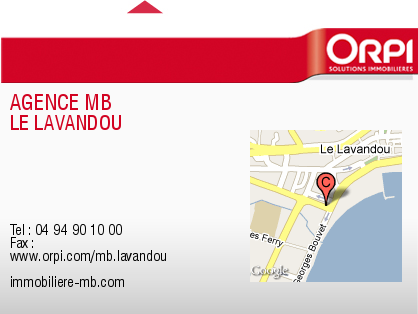 ORPI
SOLUTIONS IMMOBILIERES
AGENCE MB
LE LAVANDOU
Le Lavandou
C
es Ferry
Georges Bouvet
Google
Tel : 04 94 90 10 00
Fax :
www.orpi.com/mb.lavandou
immobiliere-mb.com